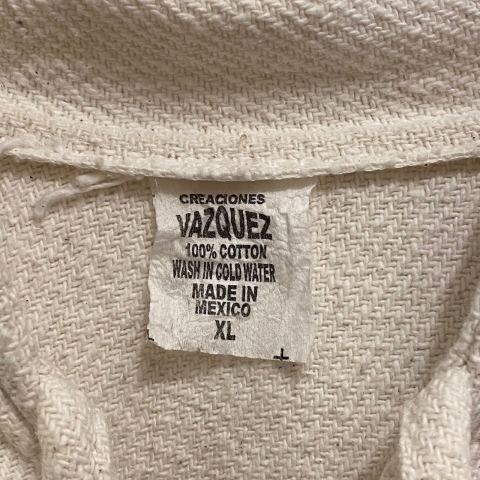 CREACIONES
VAZQUEZ
100% COTTON
WASH IN COLD WATER
MADE IN
MEXICO
XL